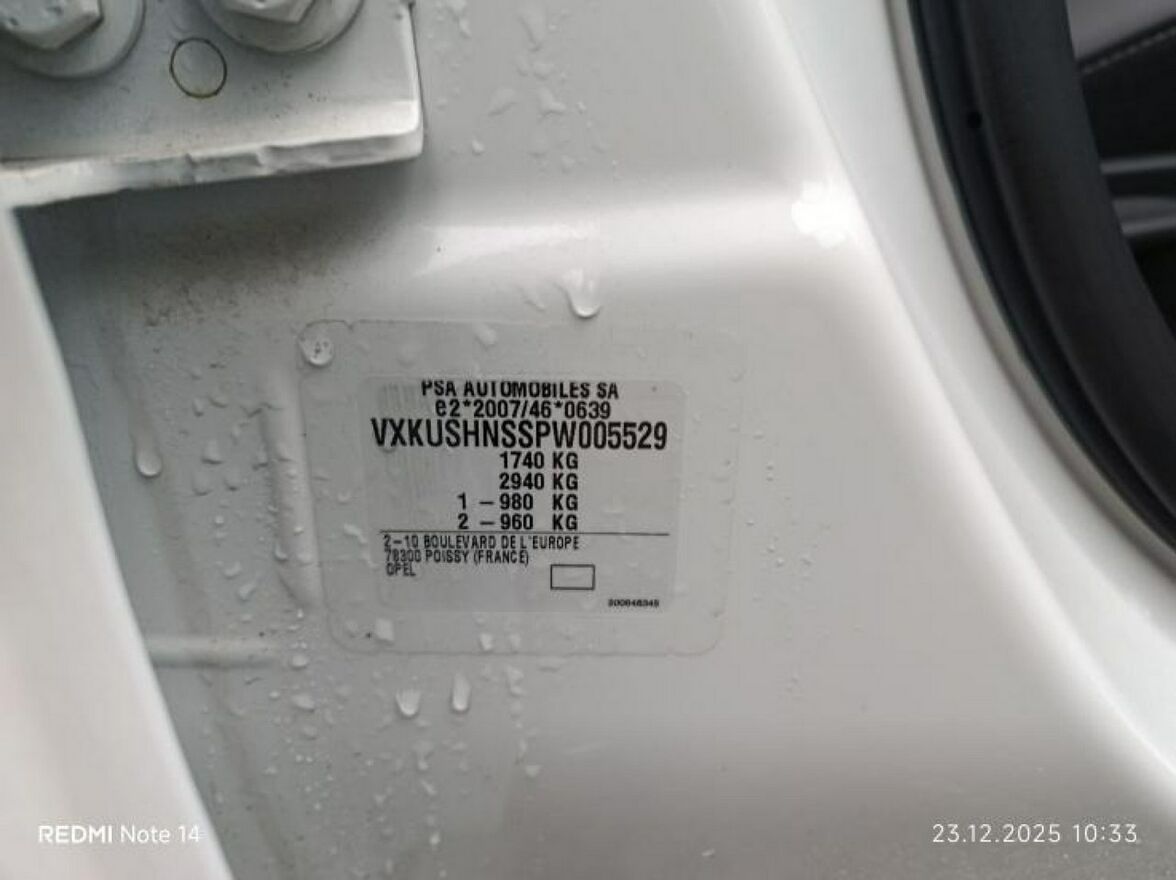 PSA AUTOMOBILES SA
e2*2007/46*0639
VXKUSHNSSPW005529
1740 KG
2940 KG
1 – 980 KG
2 – 960 KG
2-10 BOULEVARD DE L'EUROPE
78300 POISSY (FRANCE)
OPEL
REDMI Note 14
23.12.2025 10:33